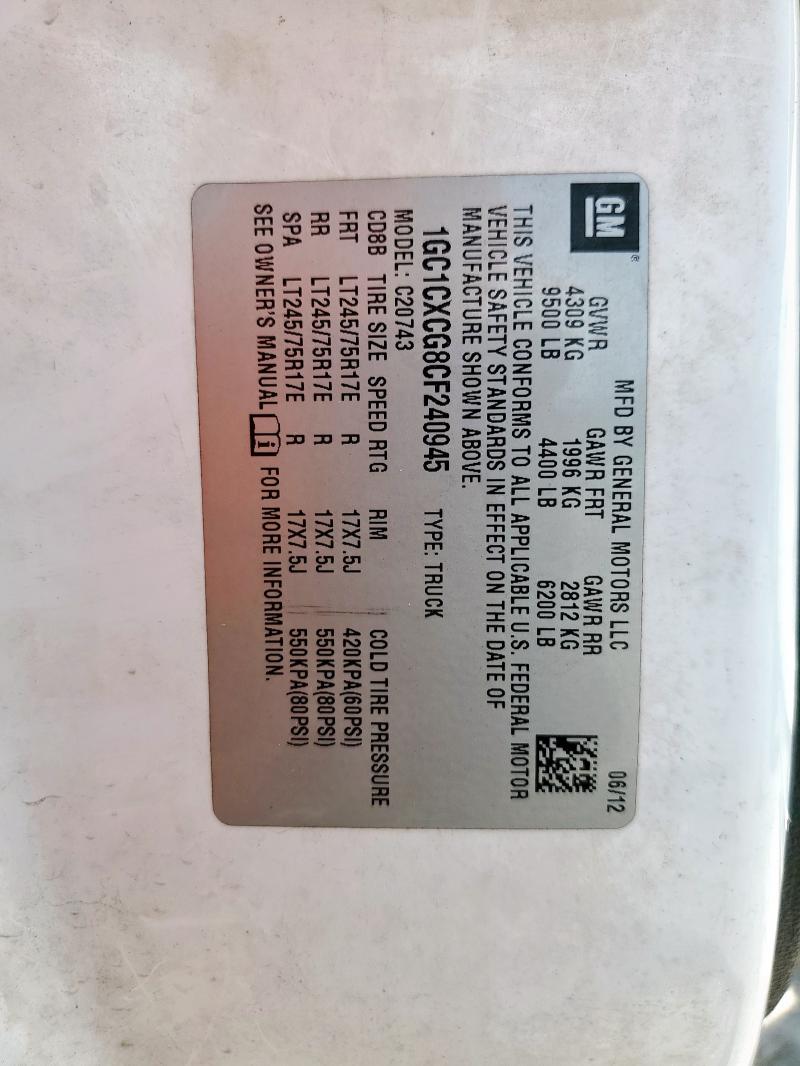 GM®
MFD BY GENERAL MOTORS LLC 06/12
GVWR GAWR FRT GAWR RR
4309 KG 1996 KG 2812 KG
9500 LB 4400 LB 6200 LB
THIS VEHICLE CONFORMS TO ALL APPLICABLE U.S. FEDERAL MOTOR
VEHICLE SAFETY STANDARDS IN EFFECT ON THE DATE OF
MANUFACTURE SHOWN ABOVE.
1GC1CXCG8CF240945 TYPE: TRUCK
MODEL: C20743
CD8B TIRE SIZE SPEED RTG RIM COLD TIRE PRESSURE
FRT LT245/75R17E R 17X7.5J 420KPA(60PSI)
RR LT245/75R17E R 17X7.5J 550KPA(80PSI)
SPA LT245/75R17E R 17X7.5J 550KPA(80PSI)
SEE OWNER'S MANUAL i FOR MORE INFORMATION.